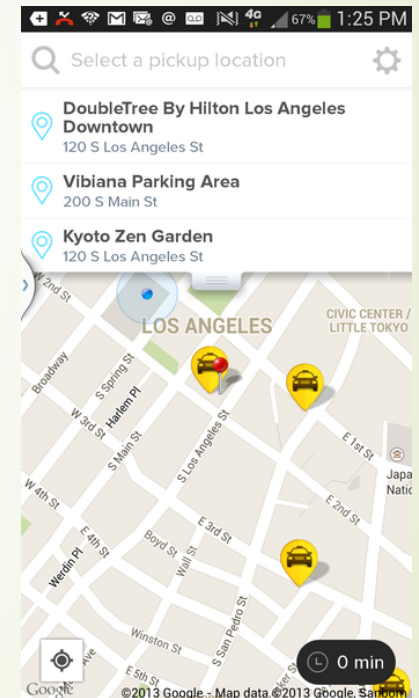 4G 67% 1:25 PM
Select a pickup location
DoubleTree By Hilton Los Angeles
Downtown
120 S Los Angeles St
Vibiana Parking Area
200 S Main St
Kyoto Zen Garden
120 S Los Angeles St
W 2nd St
LOS ANGELES
CIVIC CENTER /
LITTLE TOKYO
Broadway
S Spring St
Harlem Pl
W 3rd St
S Main St
S Los Angeles St
E 1st St
Japa
Natic
W 4th St
E 2nd St
E 3rd St
E 4th St
Boyd St
Wall St
Werdin Pl
S San Pedro St
Winston St
0 min
E 5th St
Google
©2013 Google - Map data ©2013 Google, Sanborn